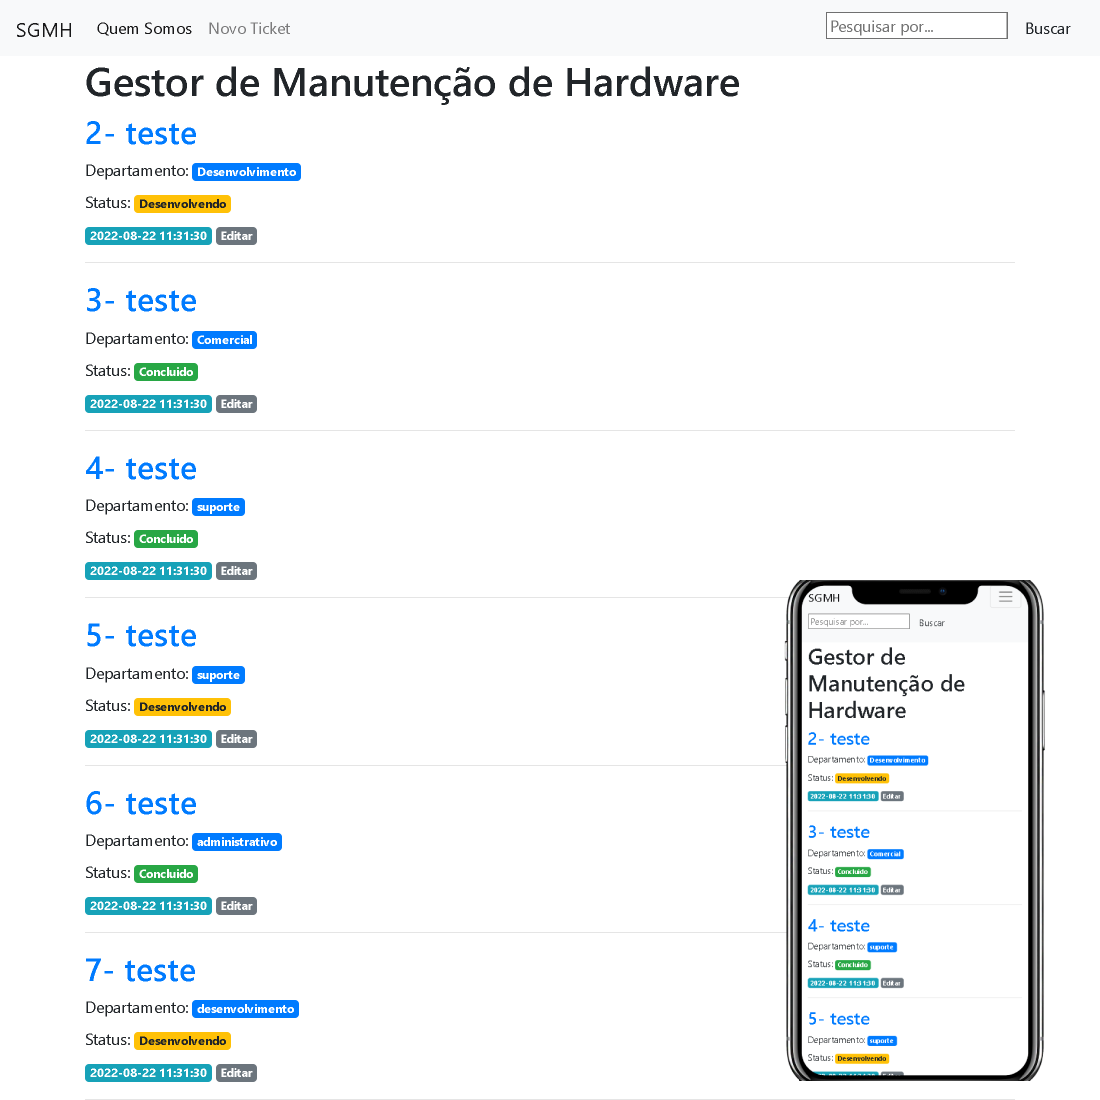 SGMH Quem Somos Novo Ticket Pesquisar por... Buscar
Gestor de Manutenção de Hardware
2- teste
Departamento: Desenvolvimento
Status: Desenvolvendo
2022-08-22 11:31:30 Editar
3- teste
Departamento: Comercial
Status: Concluido
2022-08-22 11:31:30 Editar
4- teste
Departamento: suporte
Status: Concluido
2022-08-22 11:31:30 Editar
5- teste
Departamento: suporte
Status: Desenvolvendo
2022-08-22 11:31:30 Editar
6- teste
Departamento: administrativo
Status: Concluido
2022-08-22 11:31:30 Editar
7- teste
Departamento: desenvolvimento
Status: Desenvolvendo
2022-08-22 11:31:30 Editar
SGMH
Pesquisar por... Buscar
Gestor de
Manutenção de
Hardware
2- teste
Departamento: Desenvolvimento
Status: Desenvolvendo
2022-08-22 11:31:30 Editar
3- teste
Departamento: Comercial
Status: Concluido
2022-08-22 11:31:30 Editar
4- teste
Departamento: suporte
Status: Concluido
2022-08-22 11:31:30 Editar
5- teste
Departamento: suporte
Status: Desenvolvendo